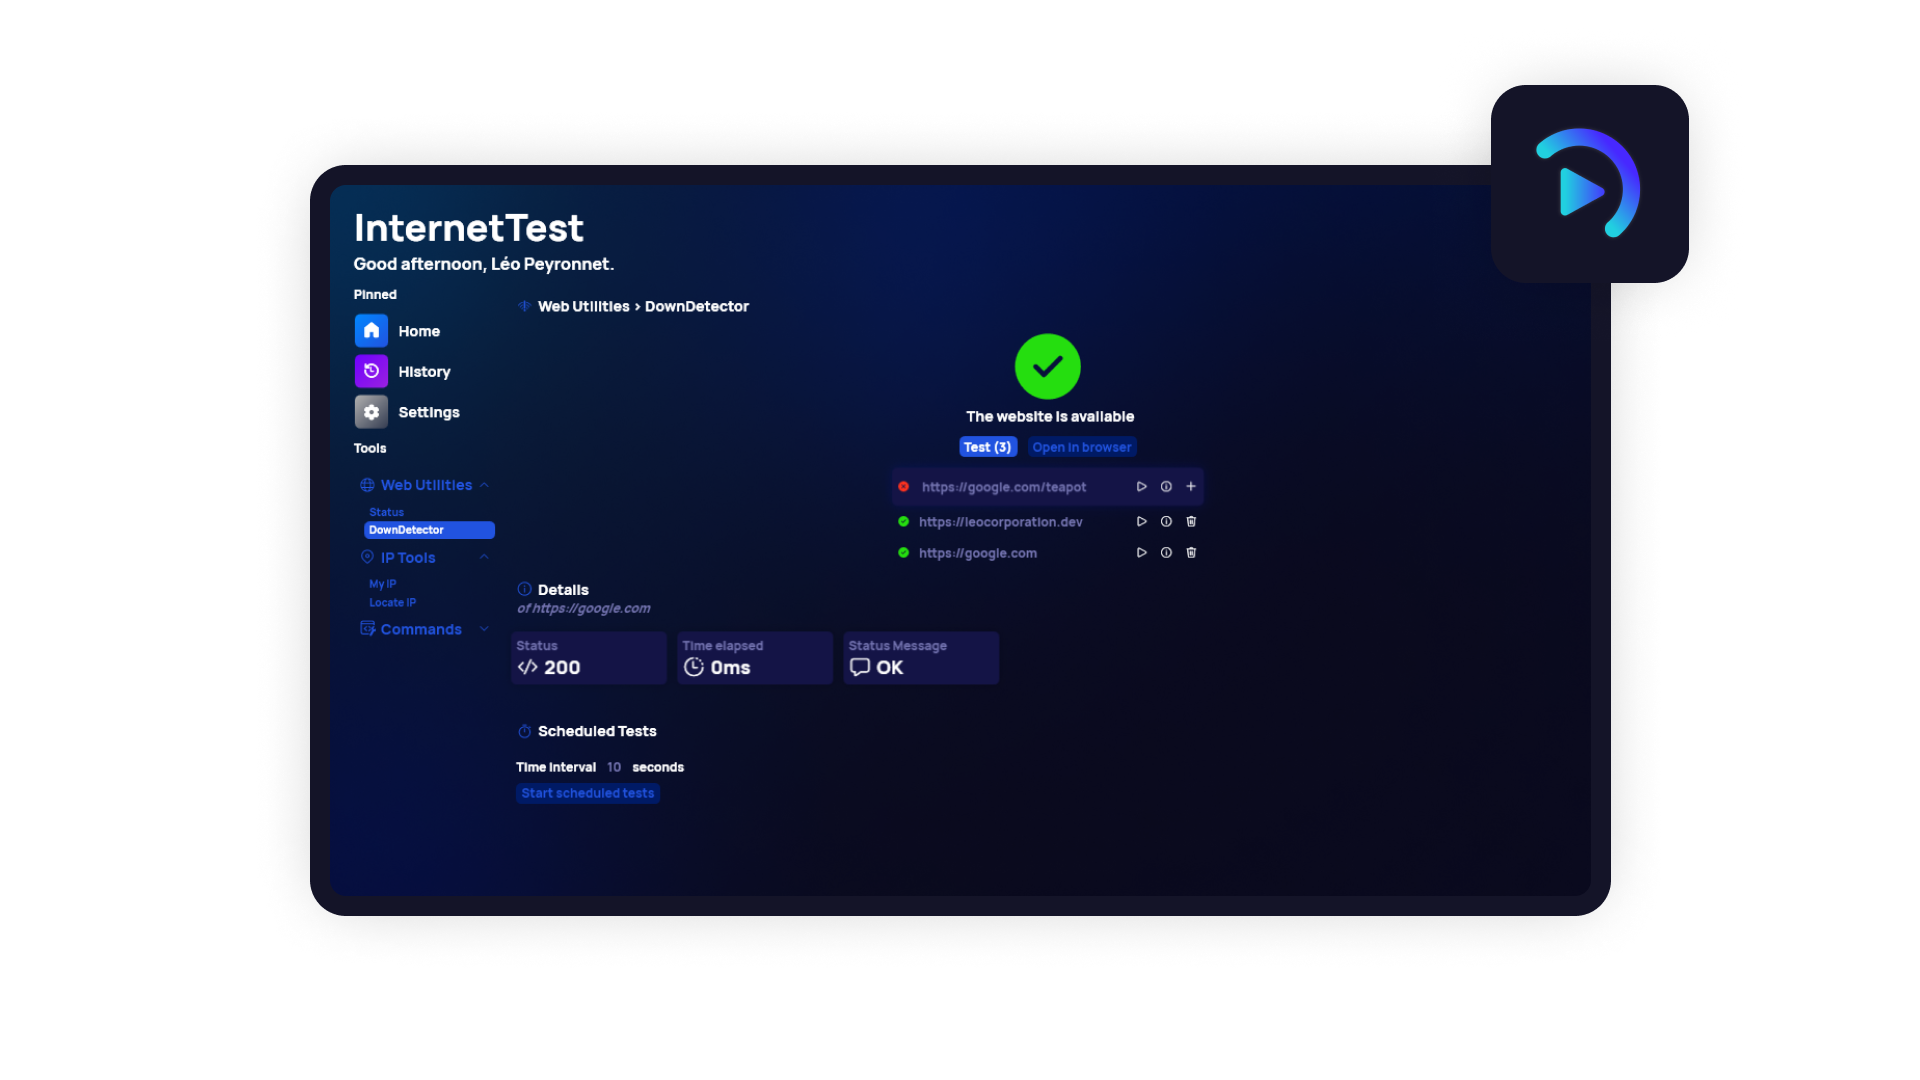 InternetTest
Good afternoon, Léo Peyronnet.
Pinned
Home
History
Settings
Tools
Web Utilities
Status
DownDetector
IP Tools
My IP
Locate IP
Commands
Web Utilities > DownDetector
The website is available
Test (3)
Open in browser
https://google.com/teapot
https://leocorporation.dev
https://google.com
Details
of https://google.com
Status
200
Time elapsed
0ms
Status Message
OK
Scheduled Tests
Time interval 10 seconds
Start scheduled tests